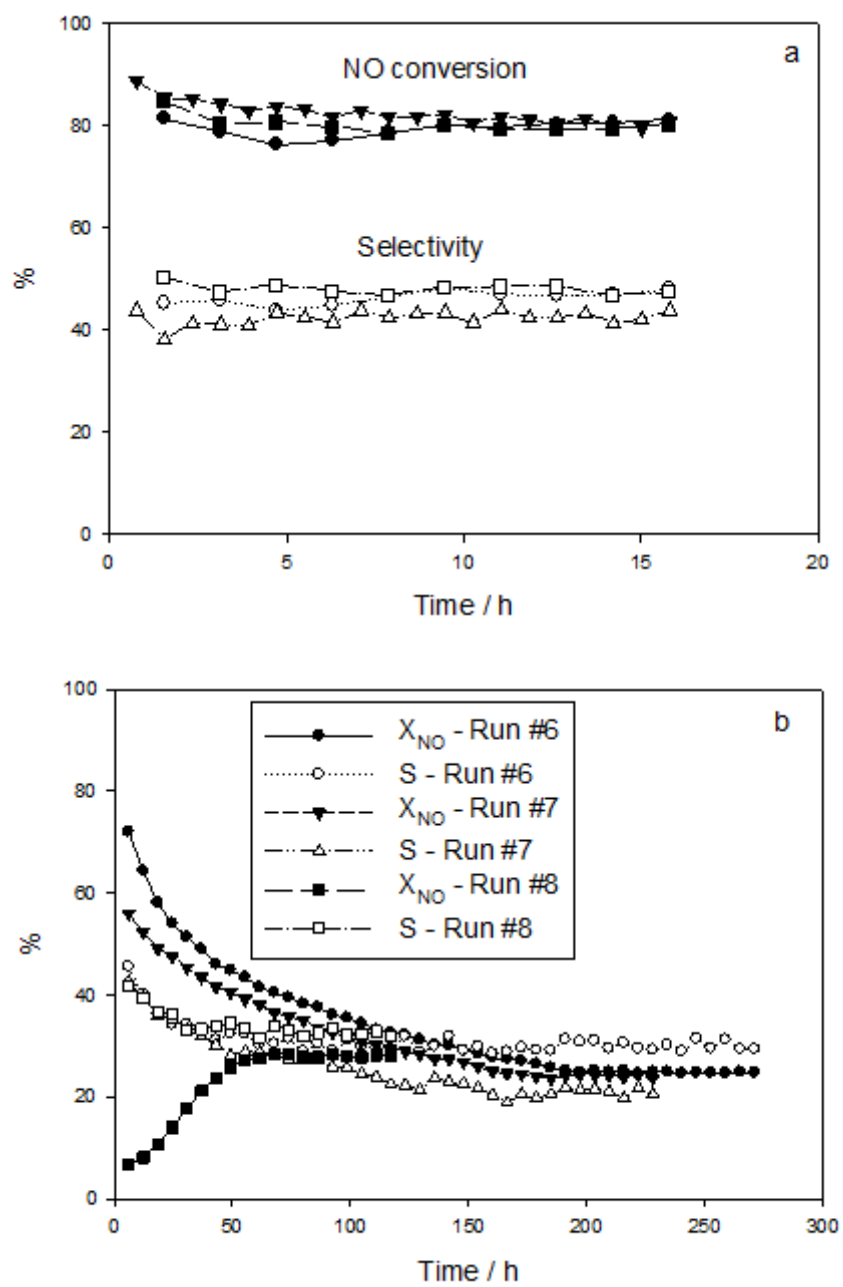 100
80
60
40
20
0
%
a
NO conversion
Selectivity
0
5
10
15
20
Time / h
100
80
60
40
20
0
%
b
X_NO - Run #6
S - Run #6
X_NO - Run #7
S - Run #7
X_NO - Run #8
S - Run #8
0
50
100
150
200
250
300
Time / h